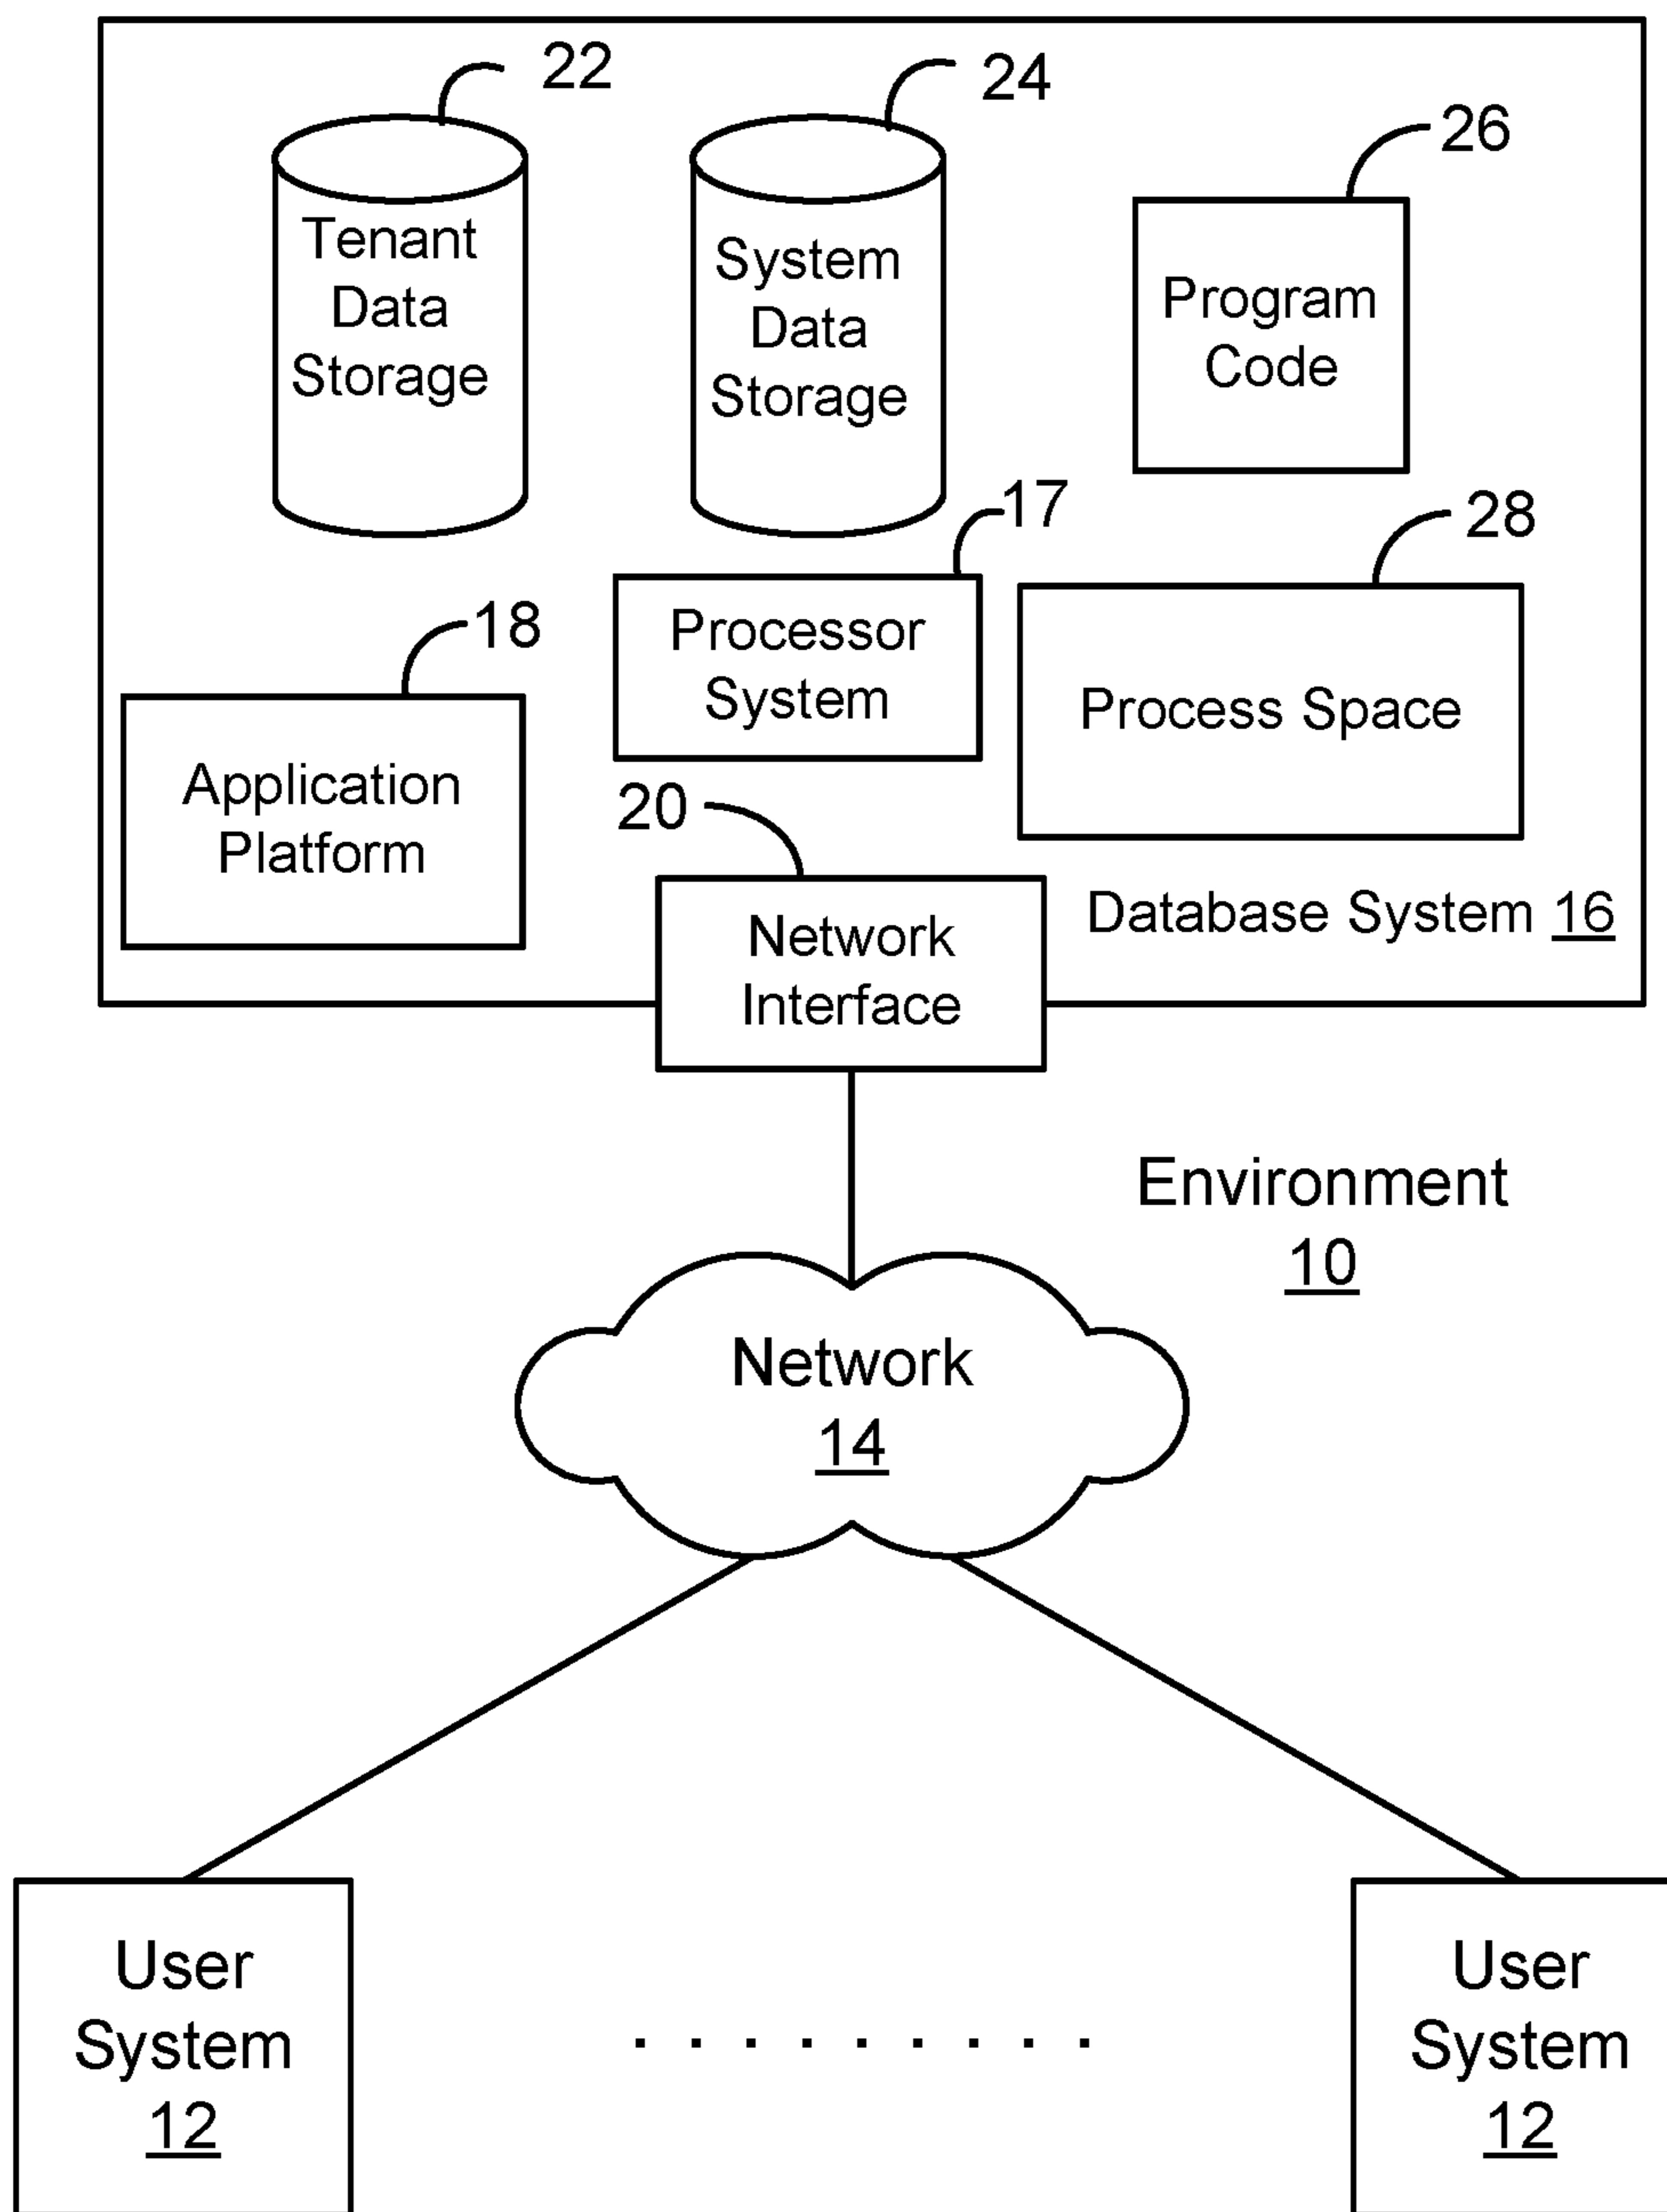 22
24
26
Tenant
Data
Storage
System
Data
Storage
Program
Code
17
28
18
Processor
System
Process Space
Application
Platform
20
Database System 16
Network
Interface
Environment
10
Network
14
User
System
12
. . . . . . . . .
User
System
12